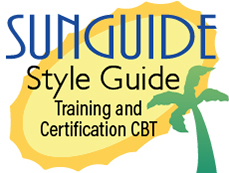 SUNGUIDE
Style Guide
Training and
Certification CBT